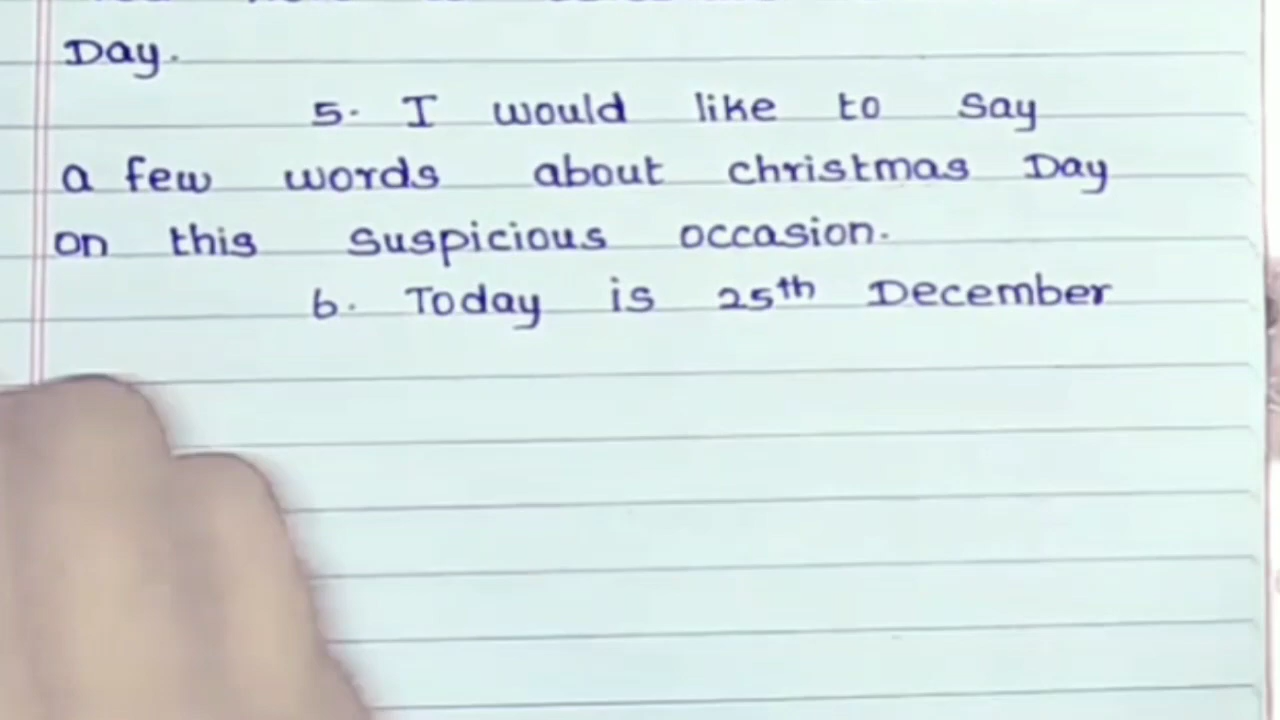 Day.
5. I would like to Say
a few words about christmas Day
on this Suspicious occasion.
6. Today is 25th December